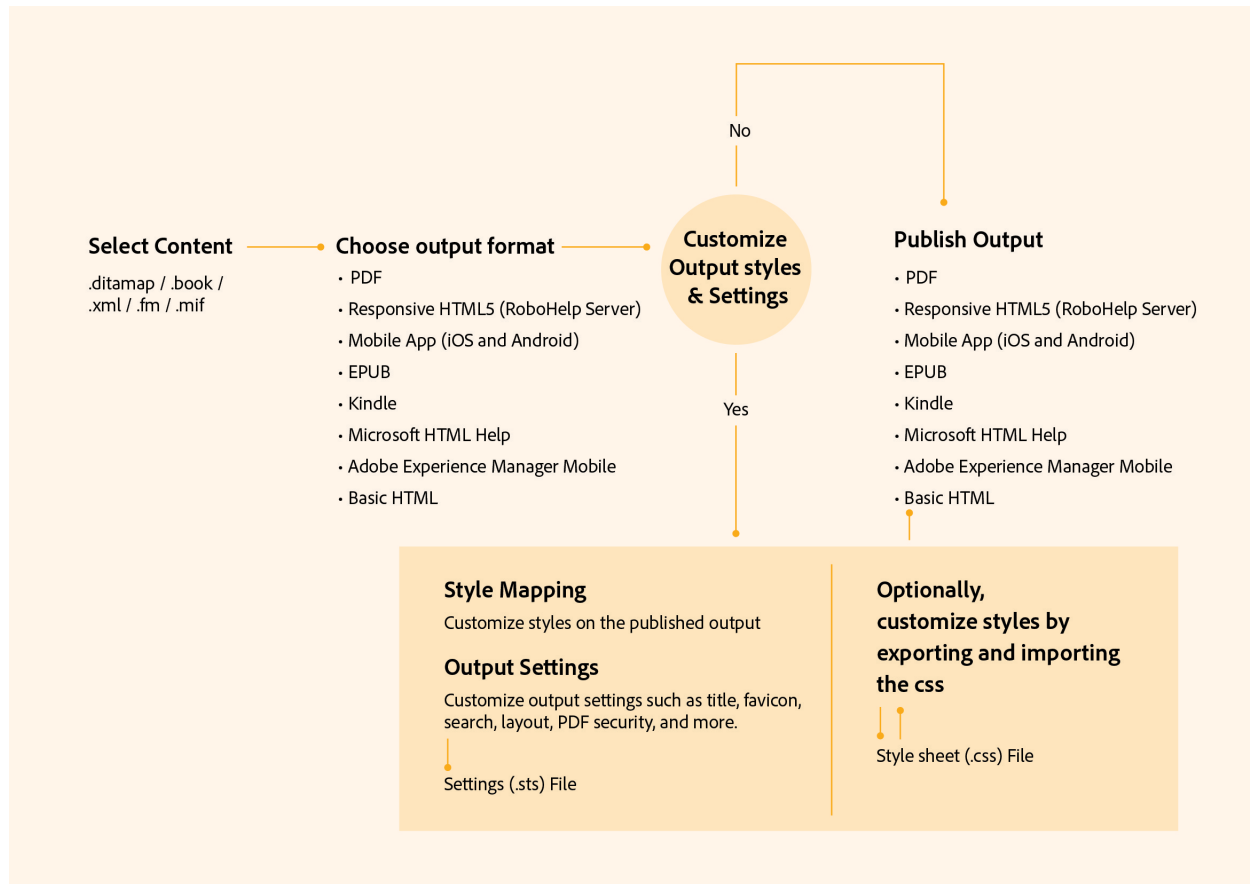 Select Content
.ditamap / .book /
.xml / .fm / .mif
Choose output format
• PDF
• Responsive HTML5 (RoboHelp Server)
• Mobile App (iOS and Android)
• EPUB
• Kindle
• Microsoft HTML Help
• Adobe Experience Manager Mobile
• Basic HTML
No
Customize
Output styles
& Settings
Yes
Publish Output
• PDF
• Responsive HTML5 (RoboHelp Server)
• Mobile App (iOS and Android)
• EPUB
• Kindle
• Microsoft HTML Help
• Adobe Experience Manager Mobile
• Basic HTML
Style Mapping
Customize styles on the published output
Output Settings
Customize output settings such as title, favicon,
search, layout, PDF security, and more.
Settings (.sts) File
Optionally,
customize styles by
exporting and importing
the css
Style sheet (.css) File